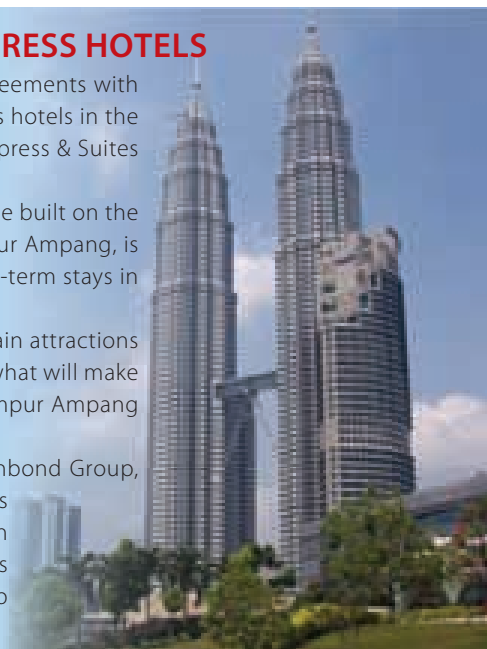 RESS HOTELS
eements with
s hotels in the
press & Suites
e built on the
ur Ampang, is
-term stays in
ain attractions
what will make
mpur Ampang
nbond Group,
s
n
s
o